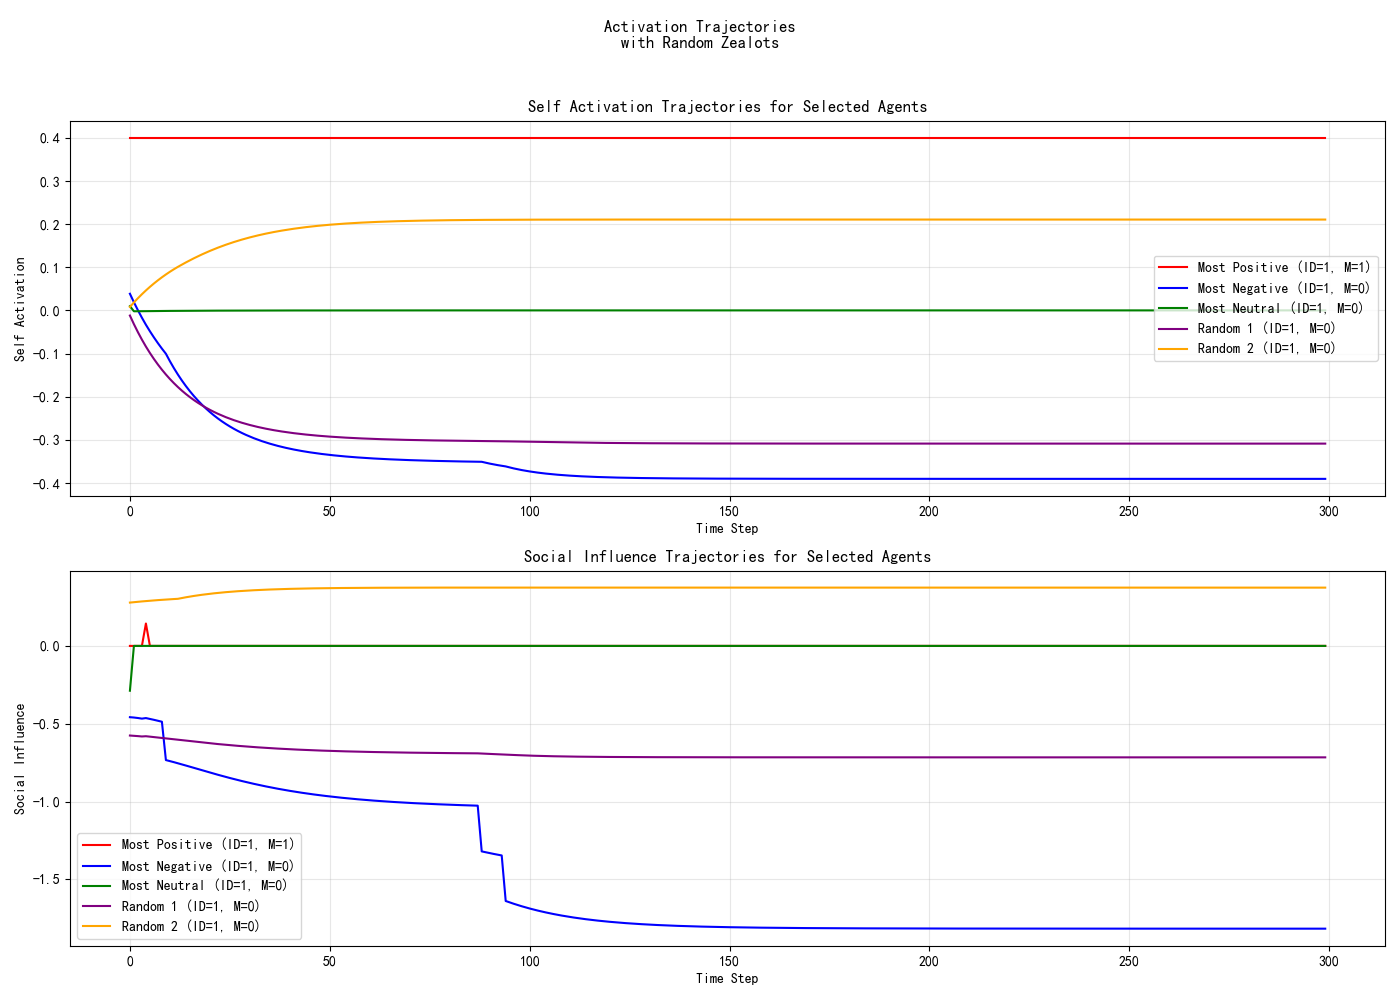 Activation Trajectories
with Random Zealots
Self Activation Trajectories for Selected Agents
Self Activation
0.4
0.3
0.2
0.1
0.0
−0.1
−0.2
−0.3
−0.4
Most Positive (ID=1, M=1)
Most Negative (ID=1, M=0)
Most Neutral (ID=1, M=0)
Random 1 (ID=1, M=0)
Random 2 (ID=1, M=0)
0 50 100 150 200 250 300
Time Step
Social Influence Trajectories for Selected Agents
Social Influence
0.0
−0.5
−1.0
−1.5
Most Positive (ID=1, M=1)
Most Negative (ID=1, M=0)
Most Neutral (ID=1, M=0)
Random 1 (ID=1, M=0)
Random 2 (ID=1, M=0)
0 50 100 150 200 250 300
Time Step